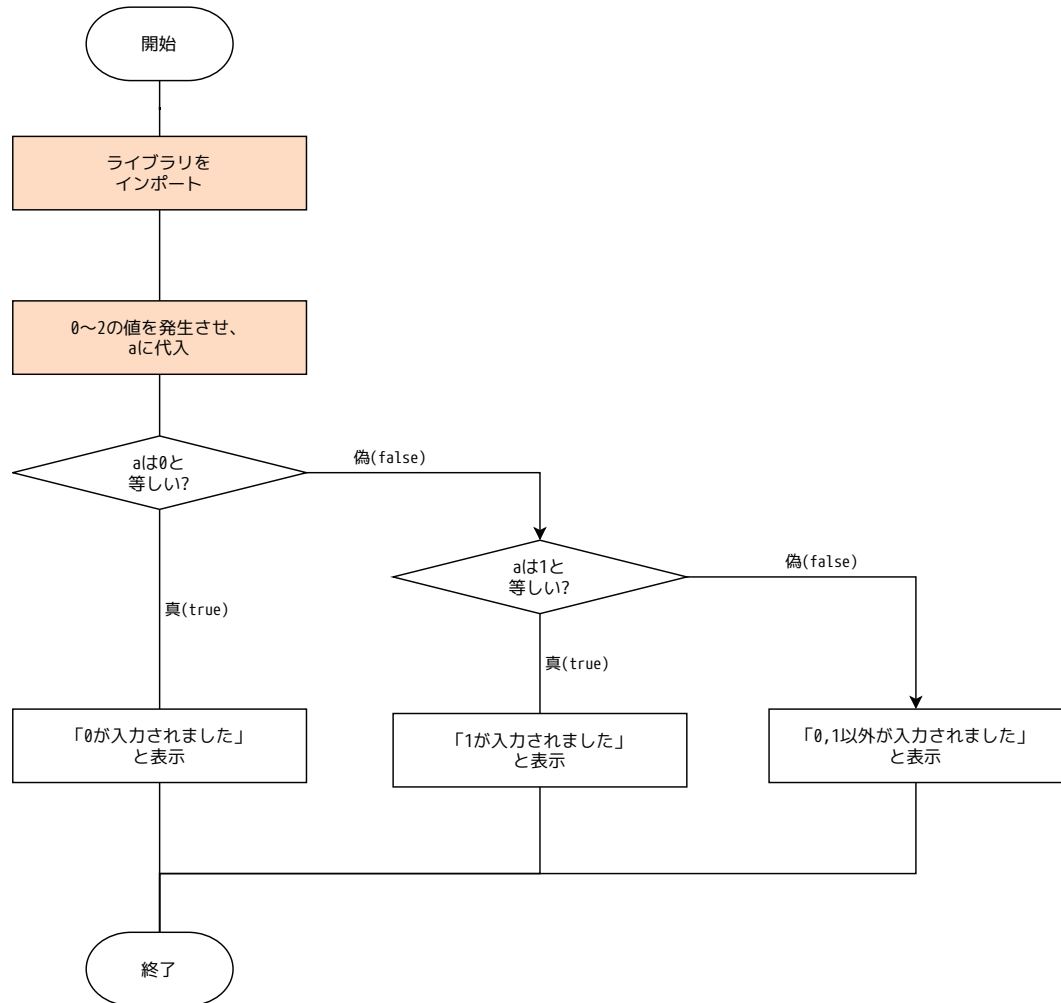 開始
ライブラリを
インポート
0～2の値を発生させ、
aに代入
aは0と
等しい?
偽(false)
aは1と
等しい?
偽(false)
真(true)
真(true)
「0が入力されました」
と表示
「1が入力されました」
と表示
「0,1以外が入力されました」
と表示
終了